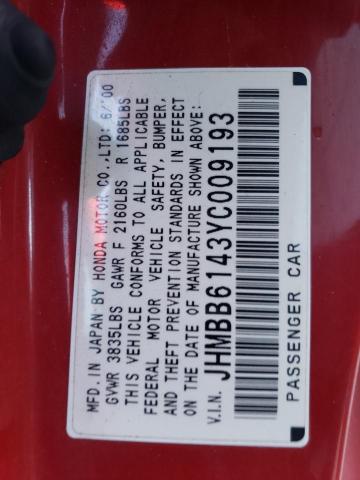 MFD.IN JAPAN BY HONDA MOTOR CO.,LTD: 6/'00
GVWR 3835LBS GAWR F 2160LBS R 1685LBS
THIS VEHICLE CONFORMS TO ALL APPLICABLE
FEDERAL MOTOR VEHICLE SAFETY, BUMPER,
AND THEFT PREVENTION STANDARDS IN EFFECT
ON THE DATE OF MANUFACTURE SHOWN ABOVE:
V.I.N. JHMBB6143YC009193
PASSENGER CAR